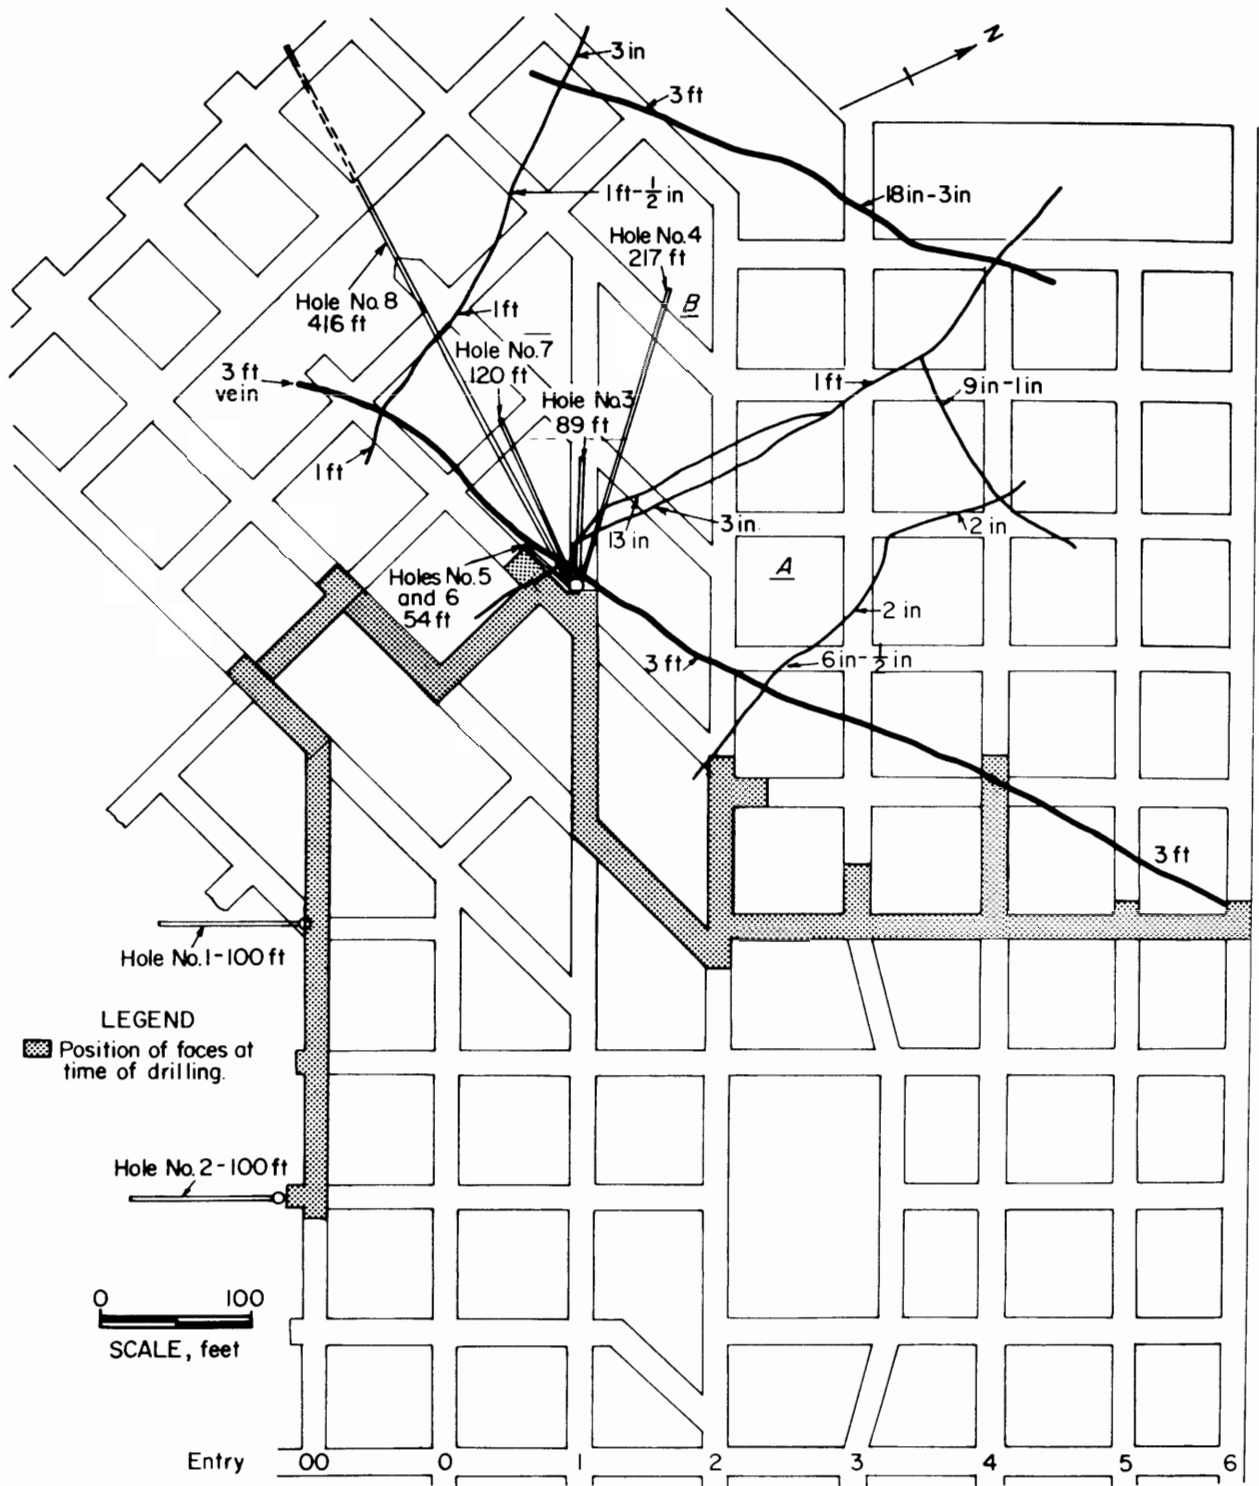 N
3 in
3 ft
1 ft-½ in
18 in-3 in
Hole No. 4
217 ft
B
Hole No. 8
416 ft
1 ft
Hole No. 7
120 ft
3 ft
vein
1 ft
9 in-1 in
Hole No. 3
89 ft
1 ft
13 in
3 in
2 in
A
Holes No. 5
and 6
54 ft
2 in
6 in-½ in
3 ft
3 ft
Hole No. 1-100 ft
LEGEND
Position of faces at
time of drilling.
Hole No. 2-100 ft
0 100
SCALE, feet
Entry 00 0 1 2 3 4 5 6